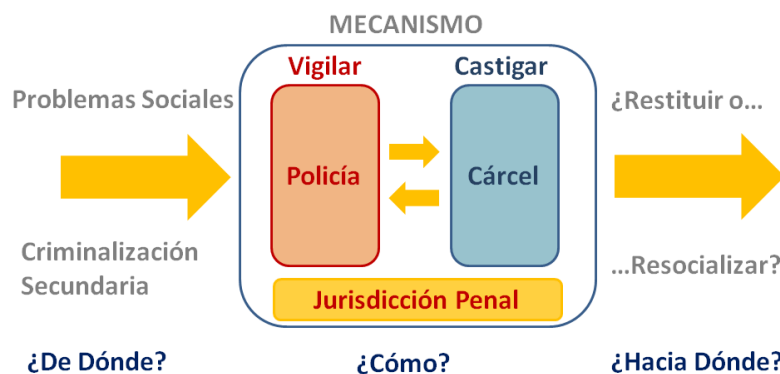 MECANISMO
Vigilar
Castigar
Problemas Sociales
¿Restituir o…
Policía
Cárcel
Criminalización
Secundaria
…Resocializar?
Jurisdicción Penal
¿De Dónde?
¿Cómo?
¿Hacia Dónde?